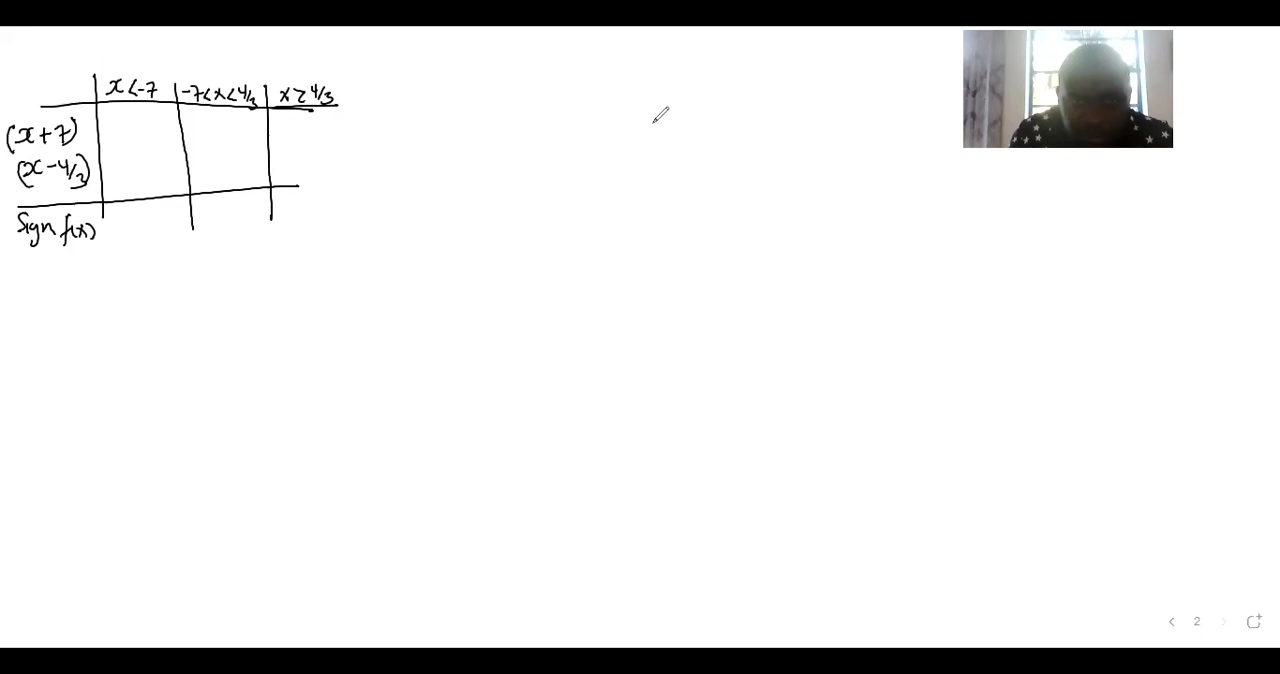 x < -7 -7 < x < 4/3 x ≥ 4/3
(x + 7)
(x - 4/3)
Sign f(x)
2